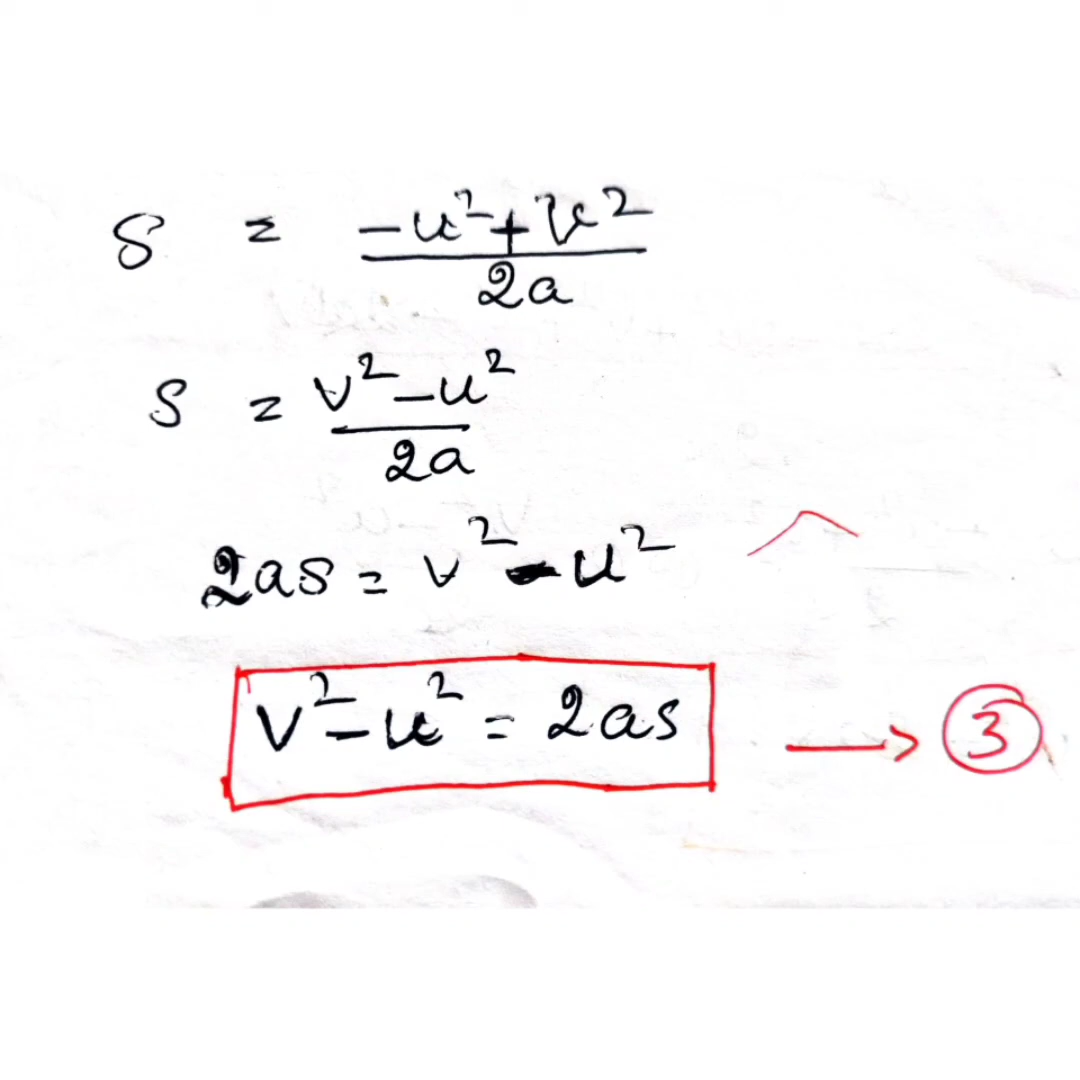 S = -u²+v² / 2a
S = v²-u² / 2a
2as = v²-u²
v²-u² = 2as → 3